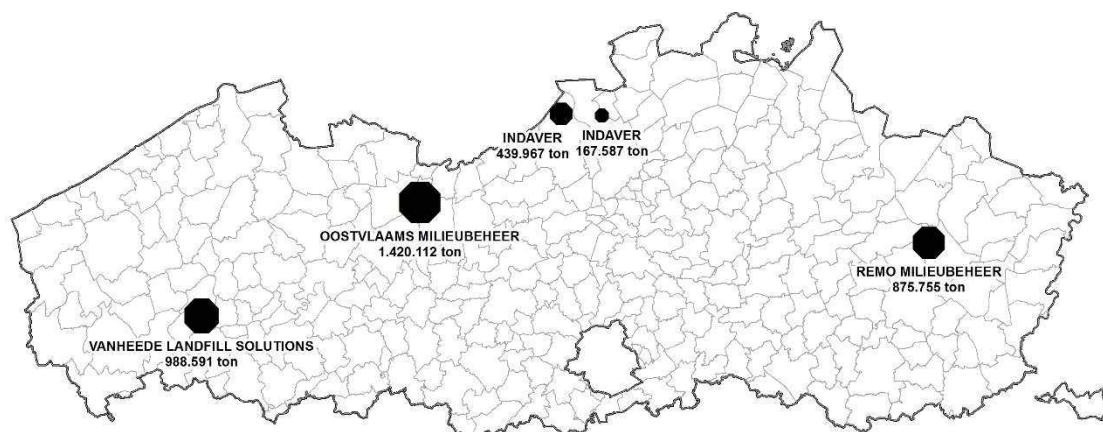 INDAVER
439.967 ton
INDAVER
167.587 ton
OOSTVLAAMS MILIEUBEHEER
1.420.112 ton
REMO MILIEUBEHEER
875.755 ton
VANHEEDE LANDFILL SOLUTIONS
988.591 ton